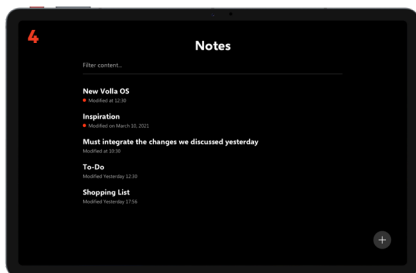 4
Notes
Filter content...
New Volla OS
Modified at 12:30
Inspiration
Modified on March 10, 2021
Must integrate the changes we discussed yesterday
Modified at 10:30
To-Do
Modified Yesterday 12:30
Shopping List
Modified Yesterday 17:56
+